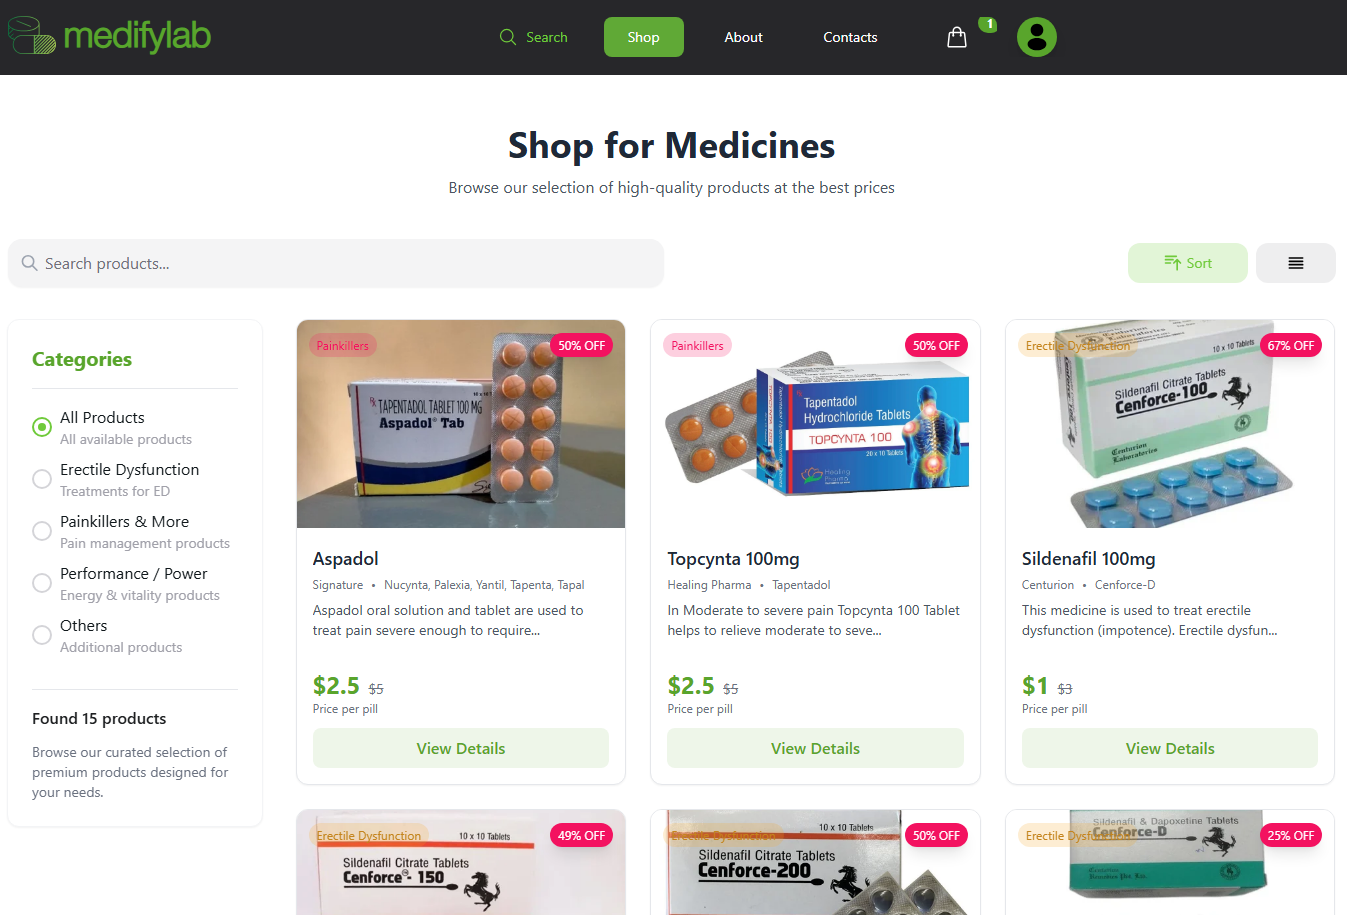 medifylab
Search
Shop
About
Contacts
1
Shop for Medicines
Browse our selection of high-quality products at the best prices
Search products...
Sort
Categories
All Products
All available products
Erectile Dysfunction
Treatments for ED
Painkillers & More
Pain management products
Performance / Power
Energy & vitality products
Others
Additional products
Found 15 products
Browse our curated selection of
premium products designed for
your needs.
Painkillers
50% OFF
TAPENTADOL TABLET 100 MG
Aspadol Tab
Aspadol
Signature • Nucynta, Palexia, Yantil, Tapenta, Tapal
Aspadol oral solution and tablet are used to
treat pain severe enough to require...
$2.5 $5
Price per pill
View Details
Painkillers
50% OFF
Tapentadol
Hydrochloride Tablets
TOPCYNTA 100
20 x 10 Tablets
Healing
Pharma
Topcynta 100mg
Healing Pharma • Tapentadol
In Moderate to severe pain Topcynta 100 Tablet
helps to relieve moderate to seve...
$2.5 $5
Price per pill
View Details
Erectile Dysfunction
67% OFF
Centurion
Laboratories
10 x 10 Tablets
Sildenafil Citrate Tablets
Cenforce-100
Centurion
Laboratories
Sildenafil 100mg
Centurion • Cenforce-D
This medicine is used to treat erectile
dysfunction (impotence). Erectile dysfun...
$1 $3
Price per pill
View Details
Erectile Dysfunction
49% OFF
10 x 10 Tablets
Sildenafil Citrate Tablets
Cenforce™- 150
Erectile Dysfunction
50% OFF
10 x 10 Tablets
Sildenafil Citrate Tablets
Cenforce-200
Erectile Dysfunction
25% OFF
Sildenafil & Dapoxetine Tablets
Cenforce-D